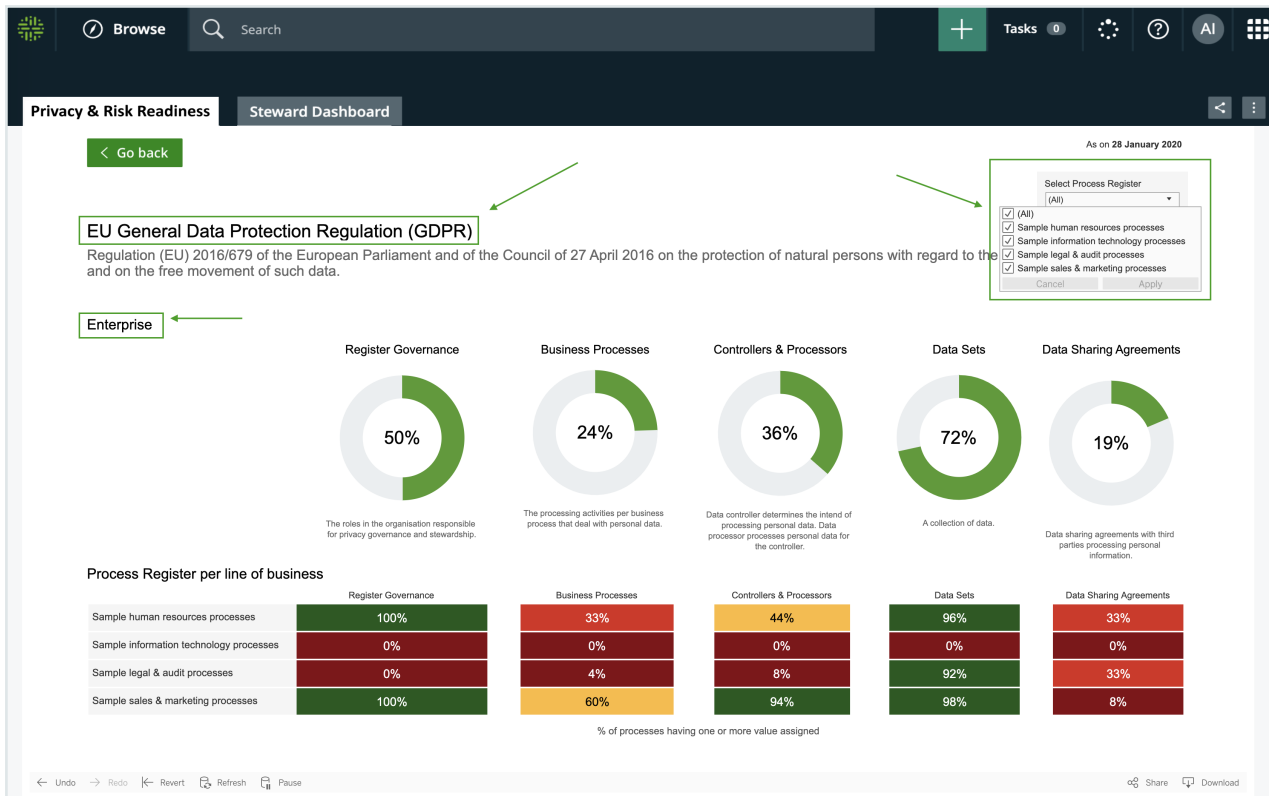 Browse
Search
Tasks 0
AI
Privacy & Risk Readiness
Steward Dashboard
Go back
As on 28 January 2020
Select Process Register
(All)
(All)
Sample human resources processes
Sample information technology processes
Sample legal & audit processes
Sample sales & marketing processes
Cancel Apply
EU General Data Protection Regulation (GDPR)
Regulation (EU) 2016/679 of the European Parliament and of the Council of 27 April 2016 on the protection of natural persons with regard to the
and on the free movement of such data.
Enterprise
Register Governance Business Processes Controllers & Processors Data Sets Data Sharing Agreements
50% 24% 36% 72% 19%
The roles in the organisation responsible
for privacy governance and stewardship.
The processing activities per business
process that deal with personal data.
Data controller determines the intend of
processing personal data. Data
processor processes personal data for
the controller.
A collection of data.
Data sharing agreements with third
parties processing personal
information.
Process Register per line of business
Register Governance Business Processes Controllers & Processors Data Sets Data Sharing Agreements
Sample human resources processes 100% 33% 44% 96% 33%
Sample information technology processes 0% 0% 0% 0% 0%
Sample legal & audit processes 0% 4% 8% 92% 33%
Sample sales & marketing processes 100% 60% 94% 98% 8%
% of processes having one or more value assigned
Undo Redo Revert Refresh Pause Share Download